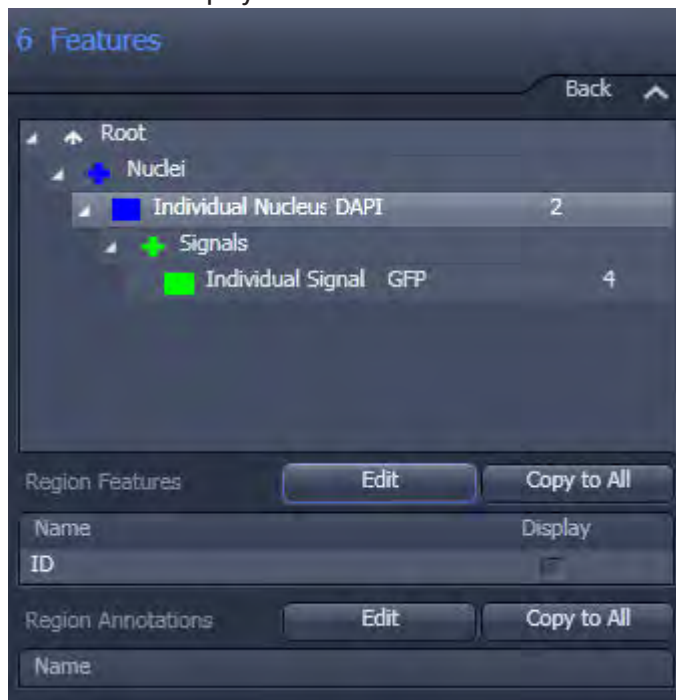 6 Features
Back
Root
Nuclei
Individual Nucleus DAPI 2
Signals
Individual Signal GFP 4
Region Features Edit Copy to All
Name Display
ID
Region Annotations Edit Copy to All
Name